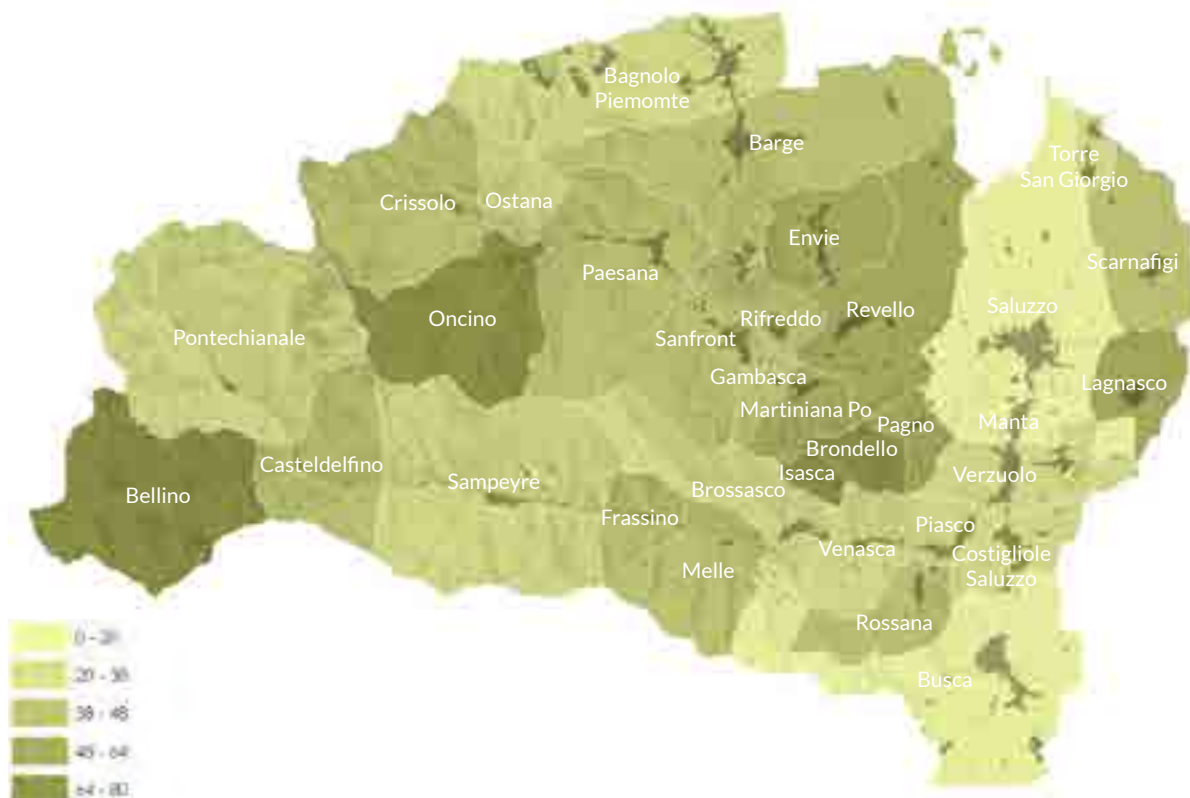 Bagnolo
Piemomte
Barge
Torre
San Giorgio
Crissolo
Ostana
Envie
Scarnafigi
Paesana
Saluzzo
Revello
Rifreddo
Oncino
Sanfront
Pontechianale
Gambasca
Lagnasco
Martiniana Po
Pagno
Manta
Brondello
Casteldelfino
Isasca
Verzuolo
Sampeyre
Brossasco
Bellino
Frassino
Piasco
Venasca
Costigliole
Saluzzo
Melle
Rossana
Busca
64 - 80